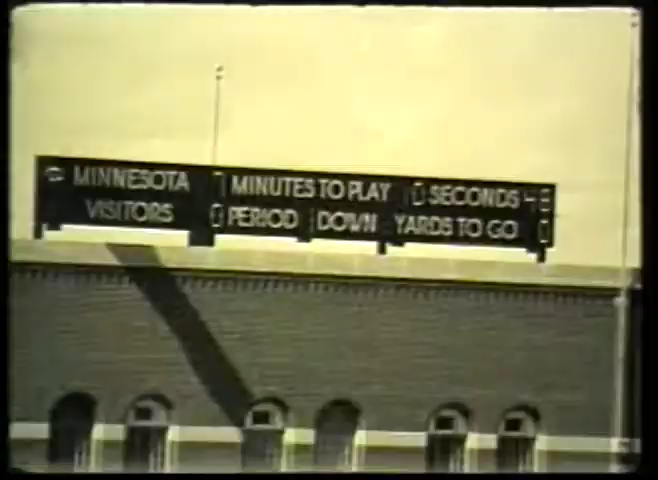 MINNESOTA MINUTES TO PLAY SECONDS
VISITORS PERIOD DOWN YARDS TO GO